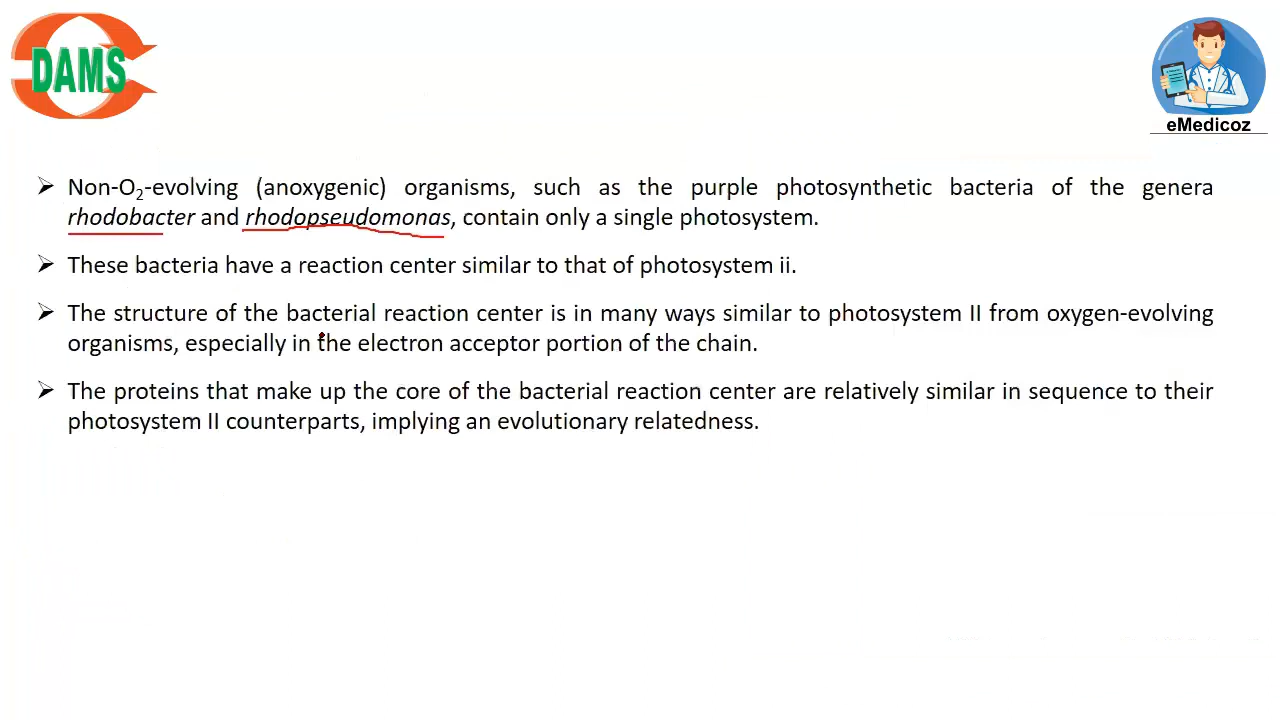 DAMS
eMedicoz
➢ Non-O₂-evolving (anoxygenic) organisms, such as the purple photosynthetic bacteria of the genera
rhodobacter and rhodopseudomonas, contain only a single photosystem.
➢ These bacteria have a reaction center similar to that of photosystem ii.
➢ The structure of the bacterial reaction center is in many ways similar to photosystem II from oxygen-evolving
organisms, especially in the electron acceptor portion of the chain.
➢ The proteins that make up the core of the bacterial reaction center are relatively similar in sequence to their
photosystem II counterparts, implying an evolutionary relatedness.